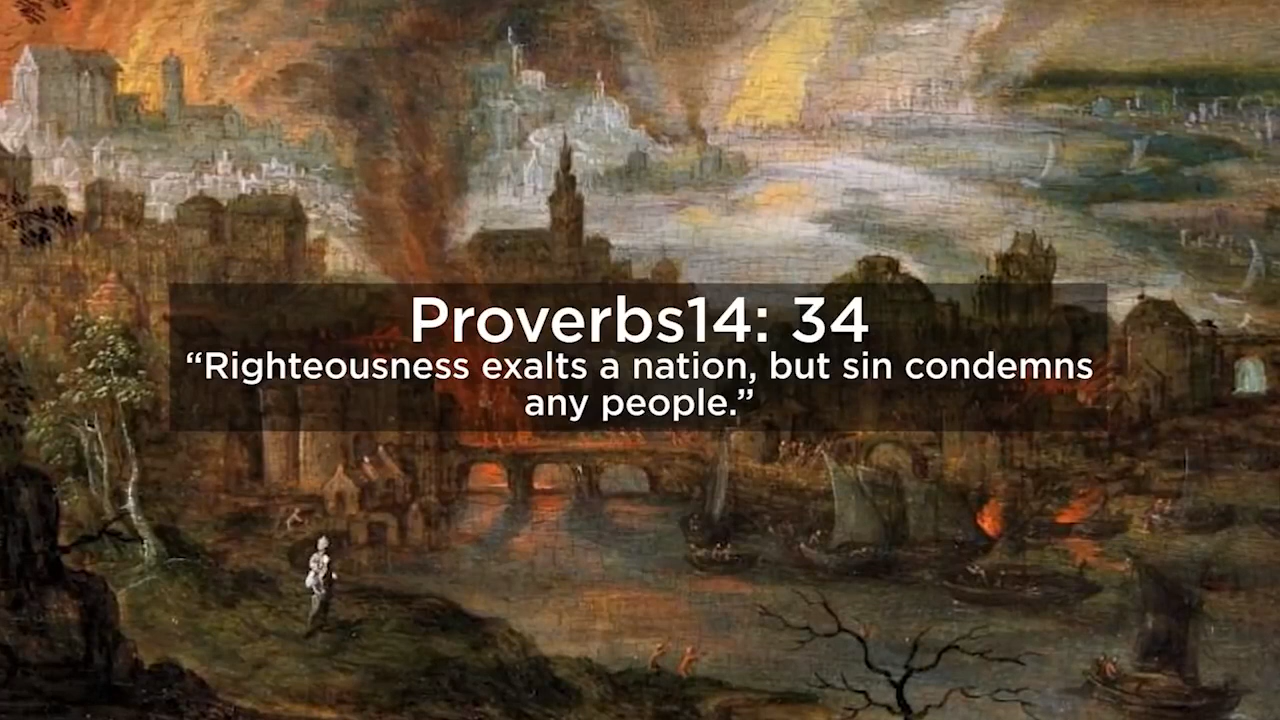 Proverbs14: 34
“Righteousness exalts a nation, but sin condemns
any people.”